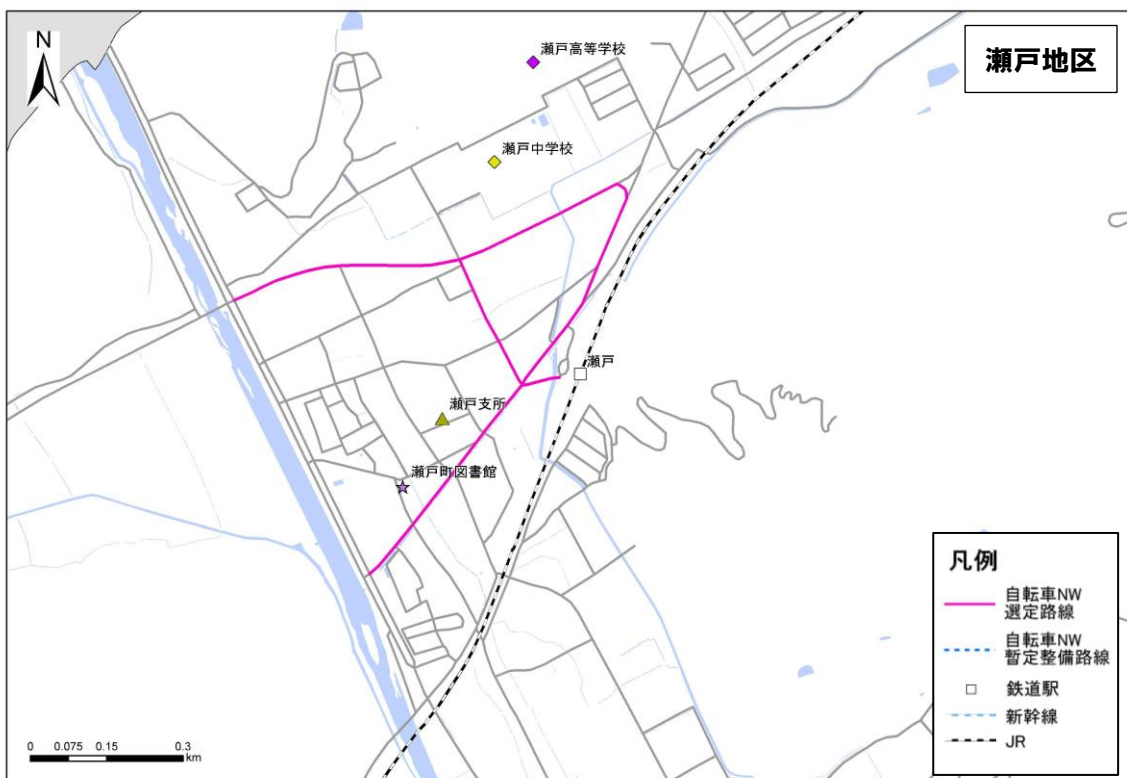 瀬戸地区
N
瀬戸高等学校
瀬戸中学校
瀬戸
瀬戸支所
瀬戸町図書館
凡例
自転車NW
選定路線
自転車NW
暫定整備路線
鉄道駅
新幹線
JR
0 0.075 0.15 0.3
km